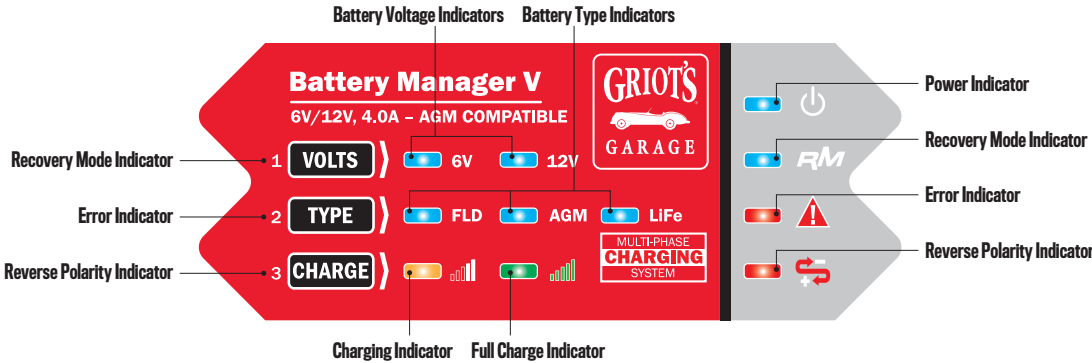 Battery Voltage Indicators
Battery Type Indicators
Battery Manager V
6V/12V, 4.0A – AGM COMPATIBLE
GRIOT'S
GARAGE
Power Indicator
Recovery Mode Indicator
1 VOLTS 6V 12V
Recovery Mode Indicator
RM
Error Indicator
2 TYPE FLD AGM LiFe
Error Indicator
Reverse Polarity Indicator
3 CHARGE
MULTI-PHASE
CHARGING
SYSTEM
Reverse Polarity Indicator
Charging Indicator
Full Charge Indicator